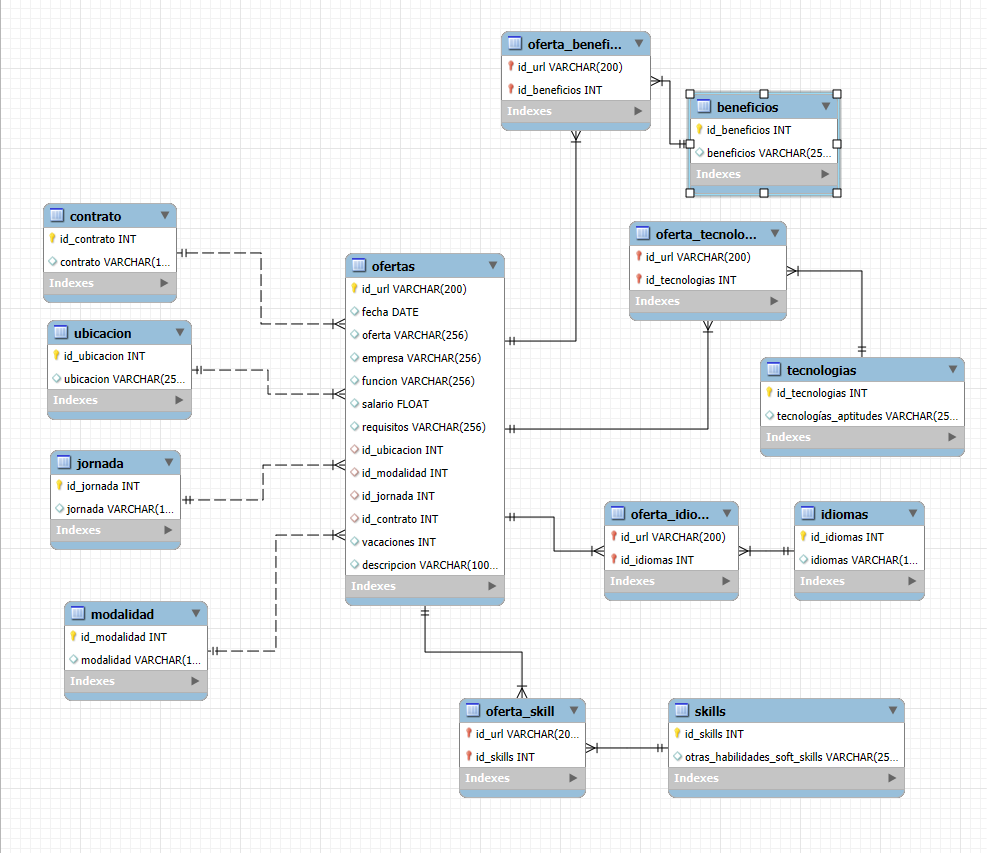 oferta_benefi...
id_url VARCHAR(200)
id_beneficios INT
Indexes
beneficios
id_beneficios INT
beneficios VARCHAR(25...
Indexes
contrato
id_contrato INT
contrato VARCHAR(1...
Indexes
oferta_tecnolo...
id_url VARCHAR(200)
id_tecnologias INT
Indexes
ofertas
id_url VARCHAR(200)
fecha DATE
oferta VARCHAR(256)
empresa VARCHAR(256)
funcion VARCHAR(256)
salario FLOAT
requisitos VARCHAR(256)
id_ubicacion INT
id_modalidad INT
id_jornada INT
id_contrato INT
vacaciones INT
descripcion VARCHAR(100...
Indexes
ubicacion
id_ubicacion INT
ubicacion VARCHAR(25...
Indexes
tecnologias
id_tecnologias INT
tecnologías_aptitudes VARCHAR(25...
Indexes
jornada
id_jornada INT
jornada VARCHAR(1...
Indexes
oferta_idio...
id_url VARCHAR(200)
id_idiomas INT
Indexes
idiomas
id_idiomas INT
idiomas VARCHAR(1...
Indexes
modalidad
id_modalidad INT
modalidad VARCHAR(1...
Indexes
oferta_skill
id_url VARCHAR(20...
id_skills INT
Indexes
skills
id_skills INT
otras_habilidades_soft_skills VARCHAR(25...
Indexes